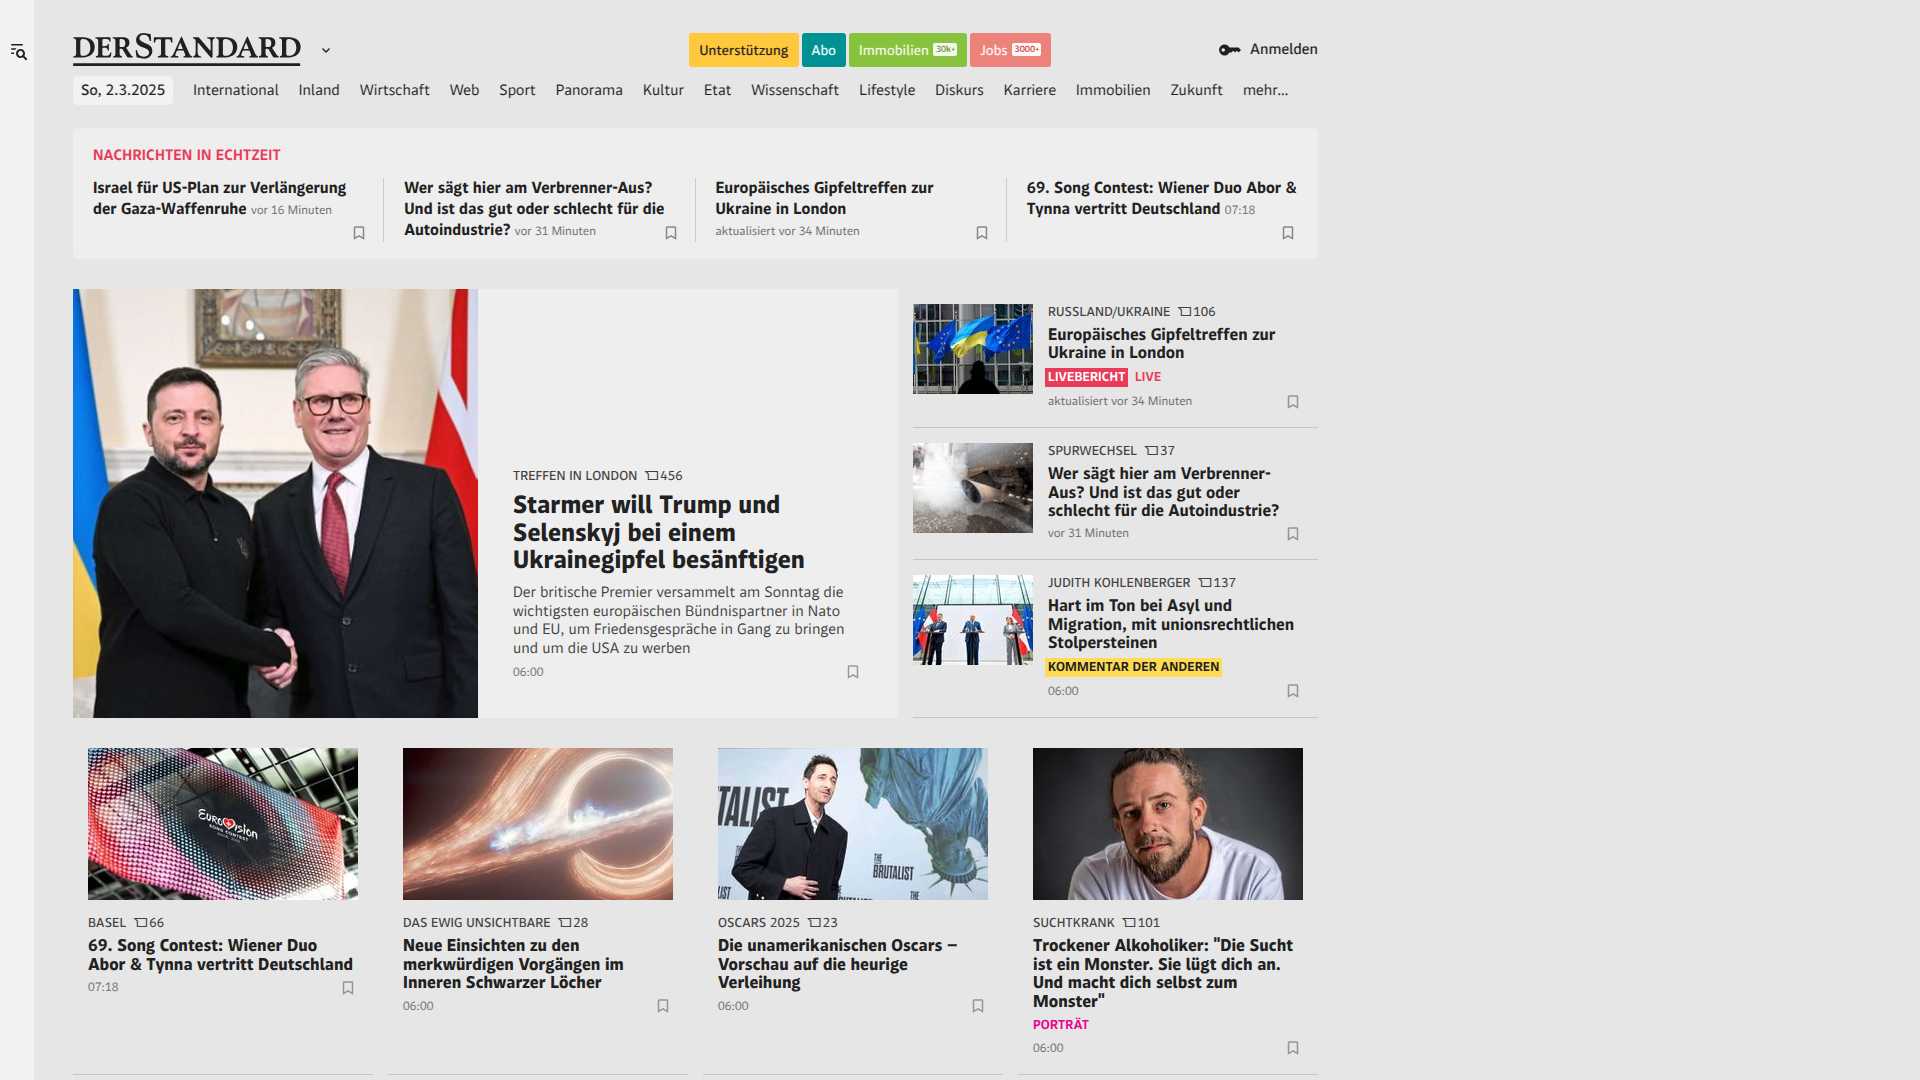 DERSTANDARD
Unterstützung
Abo
Immobilien 30k+
Jobs 3000+
Anmelden
So, 2.3.2025 International Inland Wirtschaft Web Sport Panorama Kultur Etat Wissenschaft Lifestyle Diskurs Karriere Immobilien Zukunft mehr...
NACHRICHTEN IN ECHTZEIT
Israel für US-Plan zur Verlängerung
der Gaza-Waffenruhe vor 16 Minuten
Wer sägt hier am Verbrenner-Aus?
Und ist das gut oder schlecht für die
Autoindustrie? vor 31 Minuten
Europäisches Gipfeltreffen zur
Ukraine in London
aktualisiert vor 34 Minuten
69. Song Contest: Wiener Duo Abor &
Tynna vertritt Deutschland 07:18
TREFFEN IN LONDON 456
Starmer will Trump und
Selenskyj bei einem
Ukrainegipfel besänftigen
Der britische Premier versammelt am Sonntag die
wichtigsten europäischen Bündnispartner in Nato
und EU, um Friedensgespräche in Gang zu bringen
und um die USA zu werben
06:00
RUSSLAND/UKRAINE 106
Europäisches Gipfeltreffen zur
Ukraine in London
LIVEBERICHT LIVE
aktualisiert vor 34 Minuten
SPURWECHSEL 37
Wer sägt hier am Verbrenner-
Aus? Und ist das gut oder
schlecht für die Autoindustrie?
vor 31 Minuten
JUDITH KOHLENBERGER 137
Hart im Ton bei Asyl und
Migration, mit unionsrechtlichen
Stolpersteinen
KOMMENTAR DER ANDEREN
06:00
EUROVISION
SONG CONTEST
BASEL 66
69. Song Contest: Wiener Duo
Abor & Tynna vertritt Deutschland
07:18
DAS EWIG UNSICHTBARE 28
Neue Einsichten zu den
merkwürdigen Vorgängen im
Inneren Schwarzer Löcher
06:00
TALIST
THE
BRUTALIST
THE
LIST
OSCARS 2025 23
Die unamerikanischen Oscars –
Vorschau auf die heurige
Verleihung
06:00
SUCHTKRANK 101
Trockener Alkoholiker: "Die Sucht
ist ein Monster. Sie lügt dich an.
Und macht dich selbst zum
Monster"
PORTRÄT
06:00